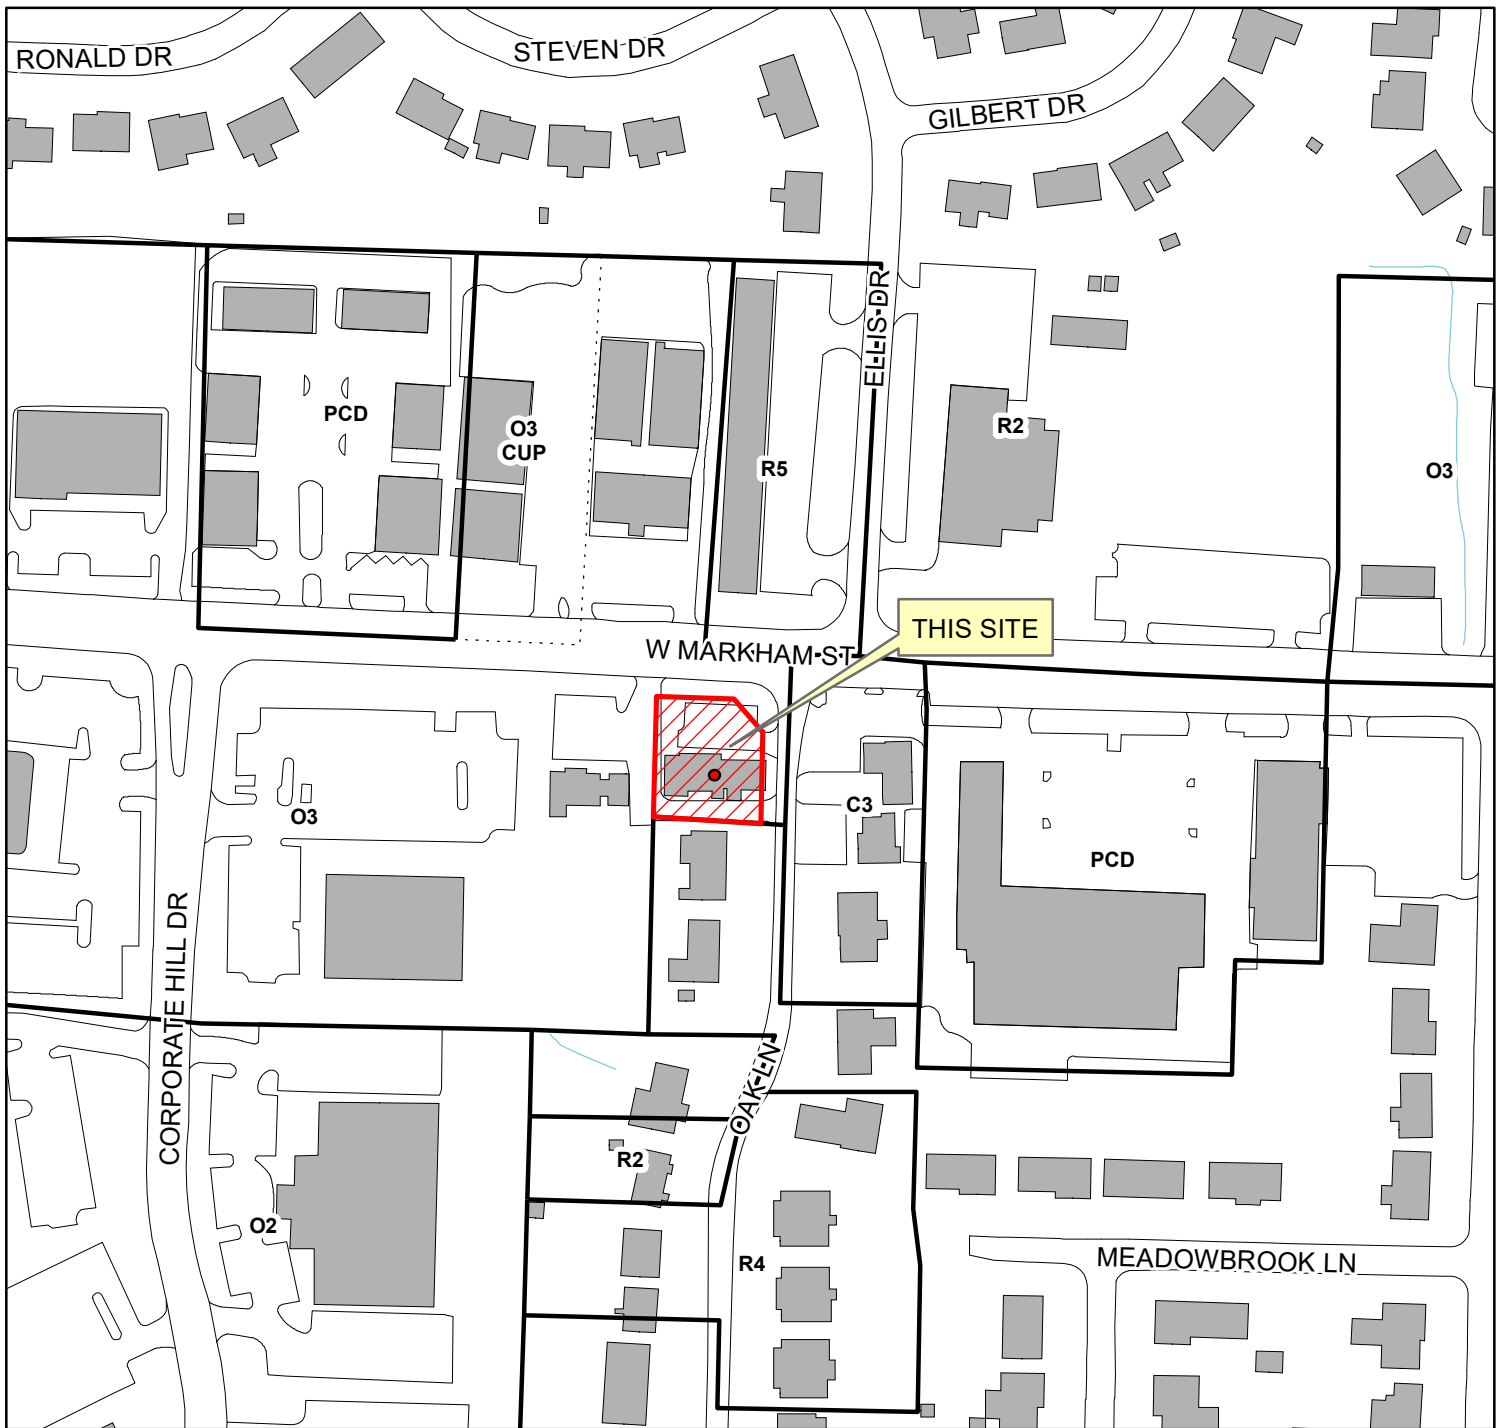 RONALD DR
STEVEN DR
GILBERT DR
ELLIS DR
PCD
O3
CUP
R5
R2
O3
THIS SITE
W MARKHAM ST
O3
C3
PCD
CORPORATE HILL DR
OAK LN
R2
O2
R4
MEADOWBROOK LN